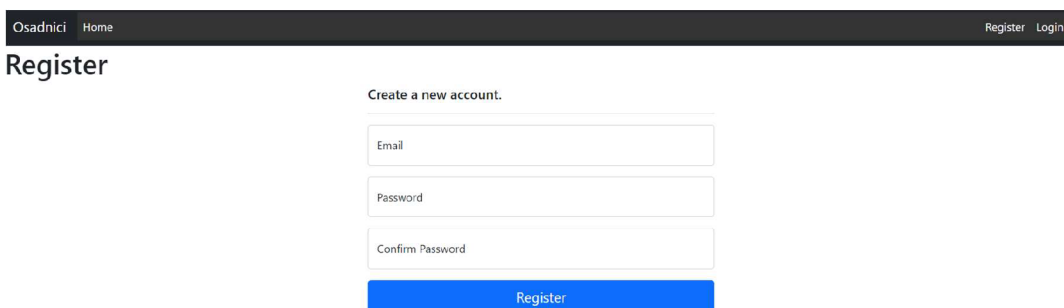 Osadnici Home Register Login
Register
Create a new account.
Email
Password
Confirm Password
Register